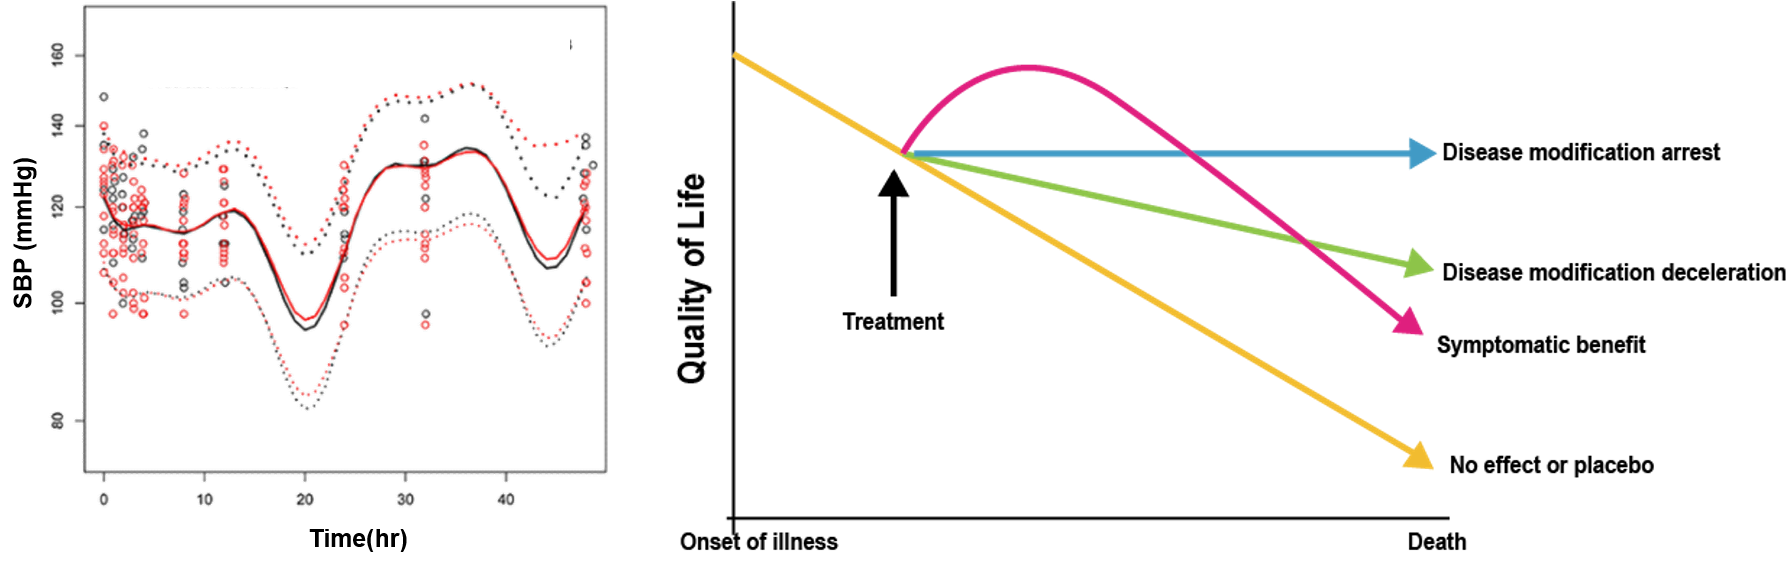 160
140
120
100
80
SBP (mmHg)
0 10 20 30 40
Time(hr)
Quality of Life
Treatment
Disease modification arrest
Disease modification deceleration
Symptomatic benefit
No effect or placebo
Onset of illness
Death